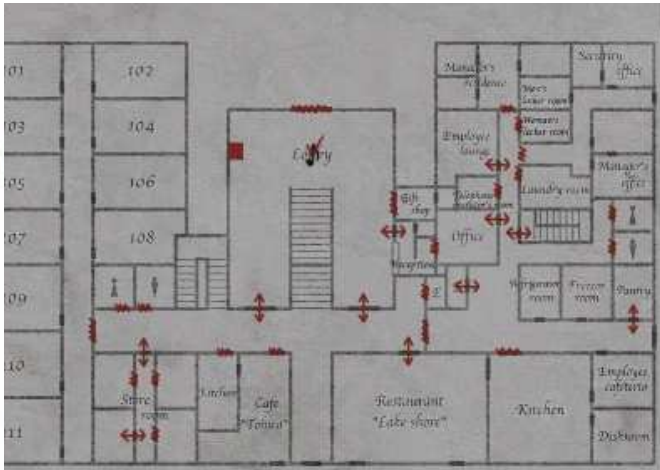 101
102
103
104
105
106
107
108
109
110
111
Lobby
Gift
shop
Reception
E
Manager's
residence
Security
office
Men's
locker room
Women's
locker room
Employee
lounge
Laundry room
Manager's
office
Office
Refrigerator
room
Freezer
room
Pantry
Store
room
Kitchen
Cafe
"Toluca"
Restaurant
"Lake shore"
Kitchen
Employee
cafeteria